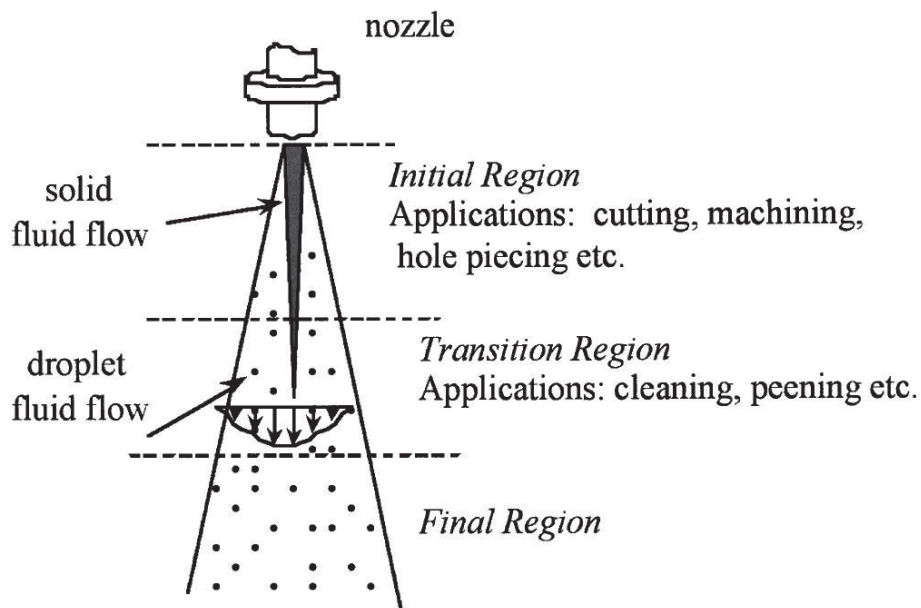 nozzle
solid
fluid flow
Initial Region
Applications: cutting, machining,
hole piecing etc.
droplet
fluid flow
Transition Region
Applications: cleaning, peening etc.
Final Region